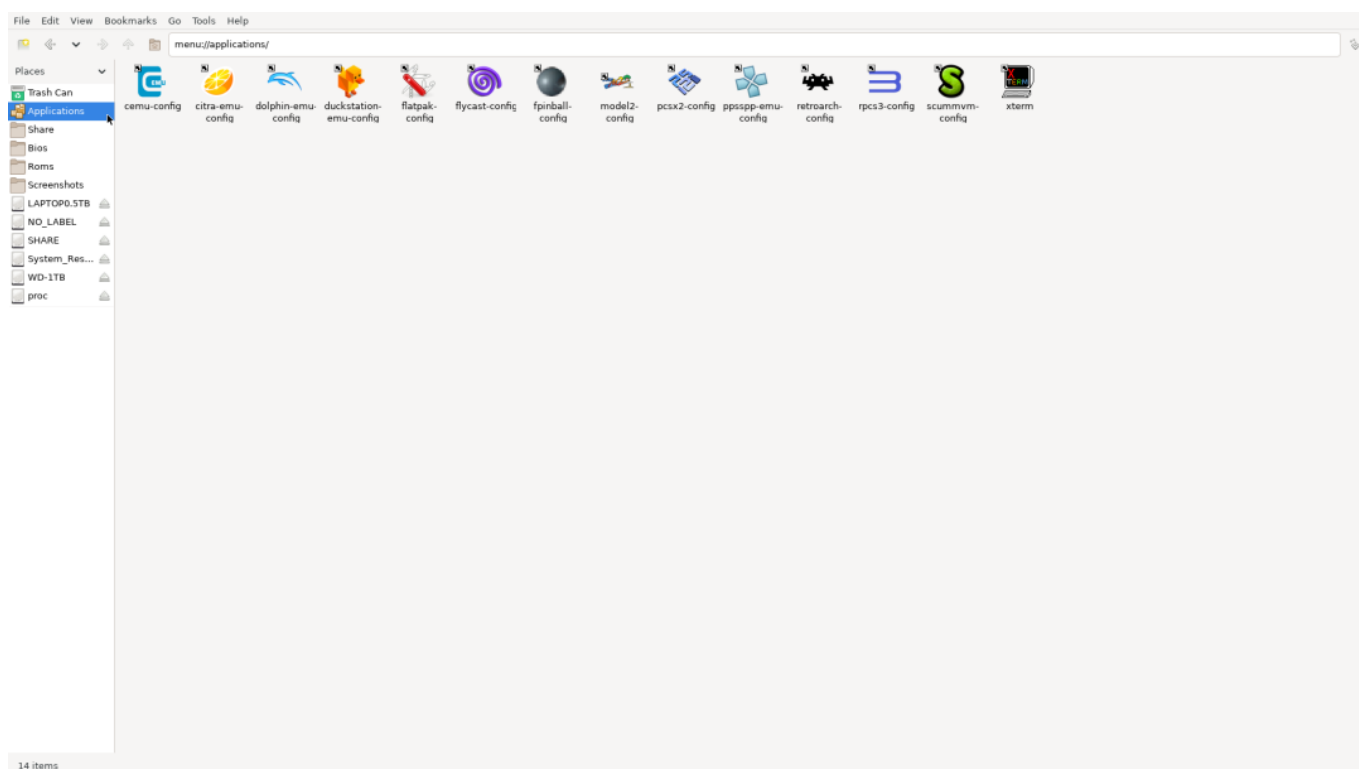 File Edit View Bookmarks Go Tools Help
menu://applications/
Places
Trash Can
Applications
Share
Bios
Roms
Screenshots
LAPTOP0.5TB
NO_LABEL
SHARE
System_Res...
WD-1TB
proc
cemu-config citra-emu- dolphin-emu- duckstation- flatpak- flycast-config fpinball- model2- pcsx2-config ppsspp-emu- retroarch- rpcs3-config scummvm- xterm
config config emu-config config config config config config config
14 items